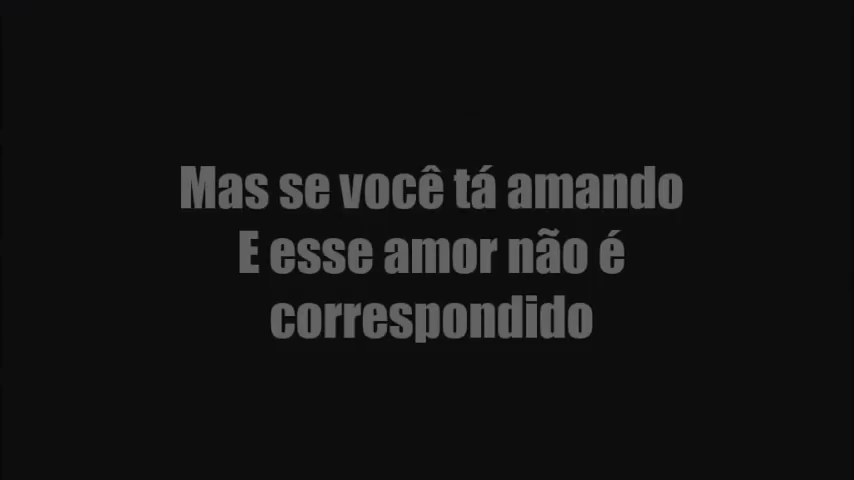 Mas se você tá amando
E esse amor não é
correspondido